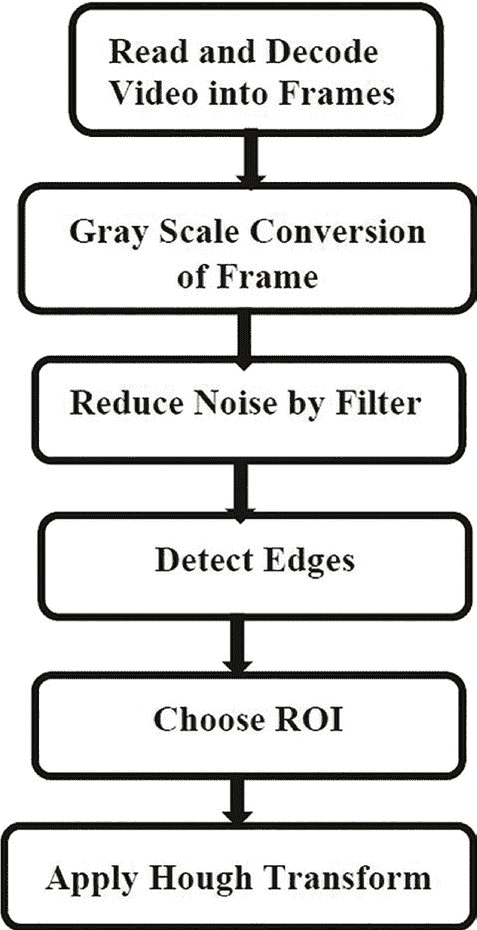 Read and Decode
Video into Frames
Gray Scale Conversion
of Frame
Reduce Noise by Filter
Detect Edges
Choose ROI
Apply Hough Transform